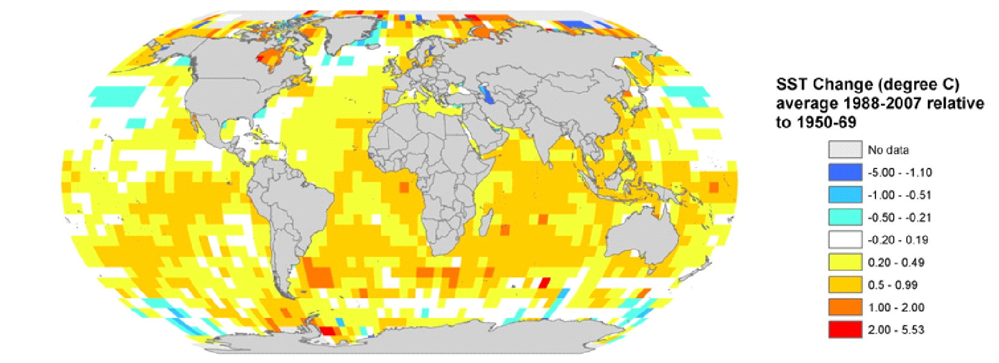 SST Change (degree C)
average 1988-2007 relative
to 1950-69
No data
-5.00 - -1.10
-1.00 - -0.51
-0.50 - -0.21
-0.20 - 0.19
0.20 - 0.49
0.5 - 0.99
1.00 - 2.00
2.00 - 5.53